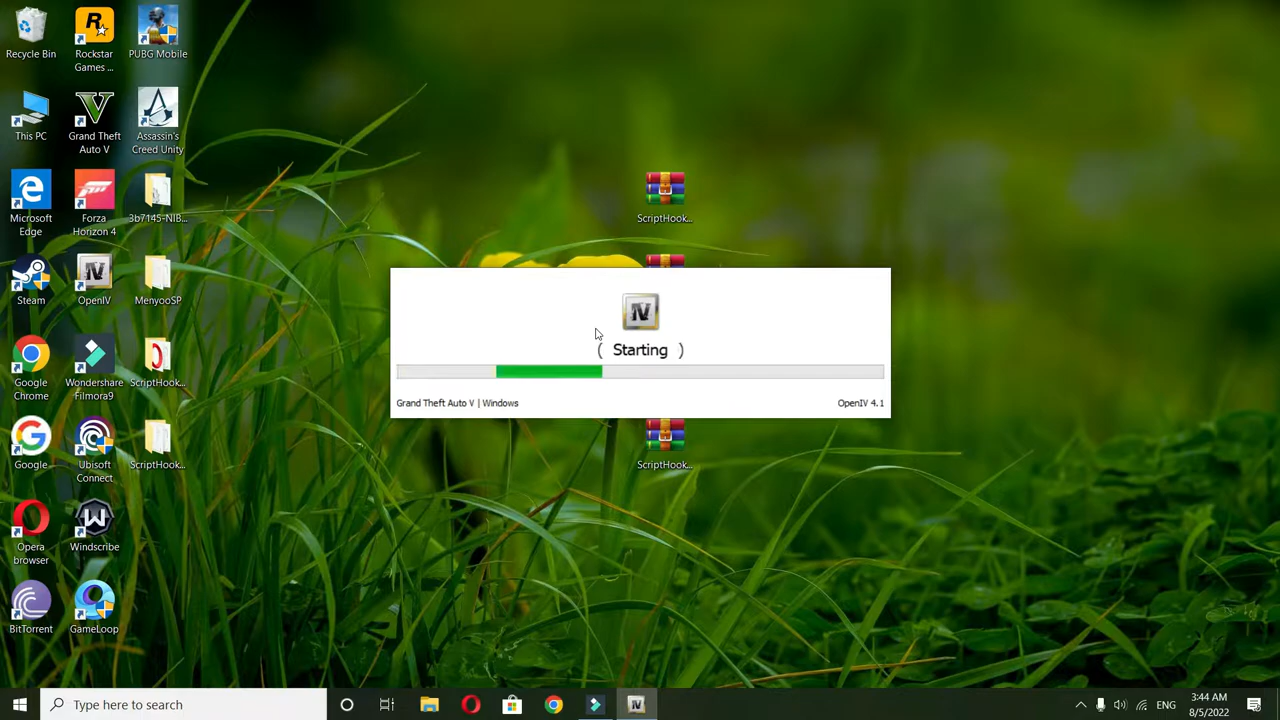 Recycle Bin
Rockstar
Games ...
PUBG Mobile
This PC
Grand Theft
Auto V
Assassin's
Creed Unity
ScriptHook...
Microsoft
Edge
Forza
Horizon 4
3b7145-NIB...
Steam
OpenIV
MenyooSP
( Starting )
Grand Theft Auto V | Windows
OpenIV 4.1
Google
Chrome
Wondershare
Filmora9
ScriptHook...
Google
Ubisoft
Connect
ScriptHook...
ScriptHook...
Opera
browser
Windscribe
BitTorrent
GameLoop
Type here to search
ENG
3:44 AM
8/5/2022